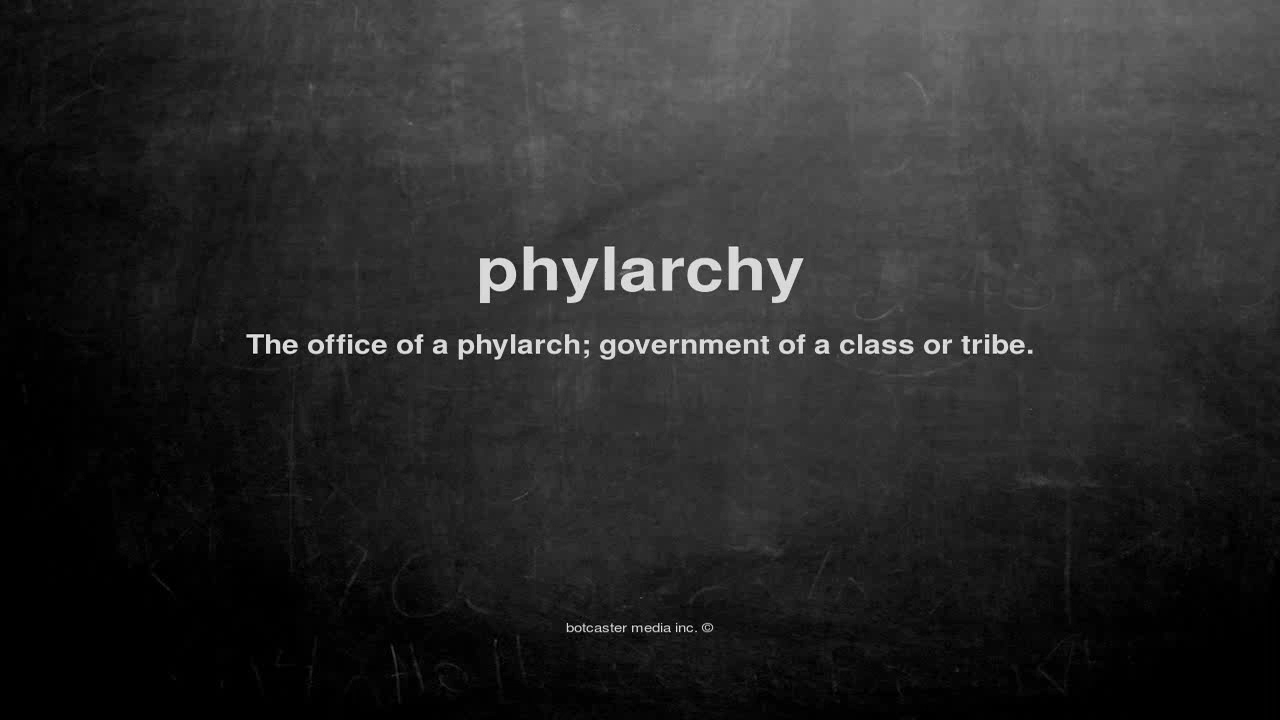 phylarchy
The office of a phylarch; government of a class or tribe.
botcaster media inc. ©